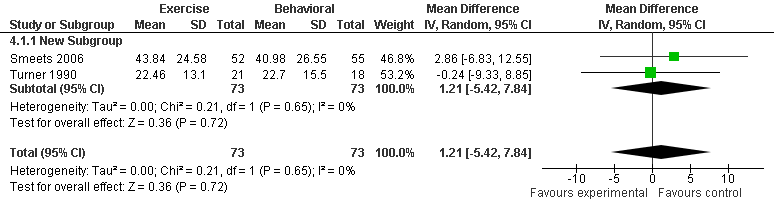 Exercise Behavioral Mean Difference Mean Difference
Study or Subgroup Mean SD Total Mean SD Total Weight IV, Random, 95% CI IV, Random, 95% CI
4.1.1 New Subgroup
Smeets 2006 43.84 24.58 52 40.98 26.55 55 46.8% 2.86 [-6.83, 12.55]
Turner 1990 22.46 13.1 21 22.7 15.5 18 53.2% -0.24 [-9.33, 8.85]
Subtotal (95% CI) 73 73 100.0% 1.21 [-5.42, 7.84]
Heterogeneity: Tau² = 0.00; Chi² = 0.21, df = 1 (P = 0.65); I² = 0%
Test for overall effect: Z = 0.36 (P = 0.72)
Total (95% CI) 73 73 100.0% 1.21 [-5.42, 7.84]
Heterogeneity: Tau² = 0.00; Chi² = 0.21, df = 1 (P = 0.65); I² = 0%
Test for overall effect: Z = 0.36 (P = 0.72)
-10 -5 0 5 10
Favours experimental Favours control